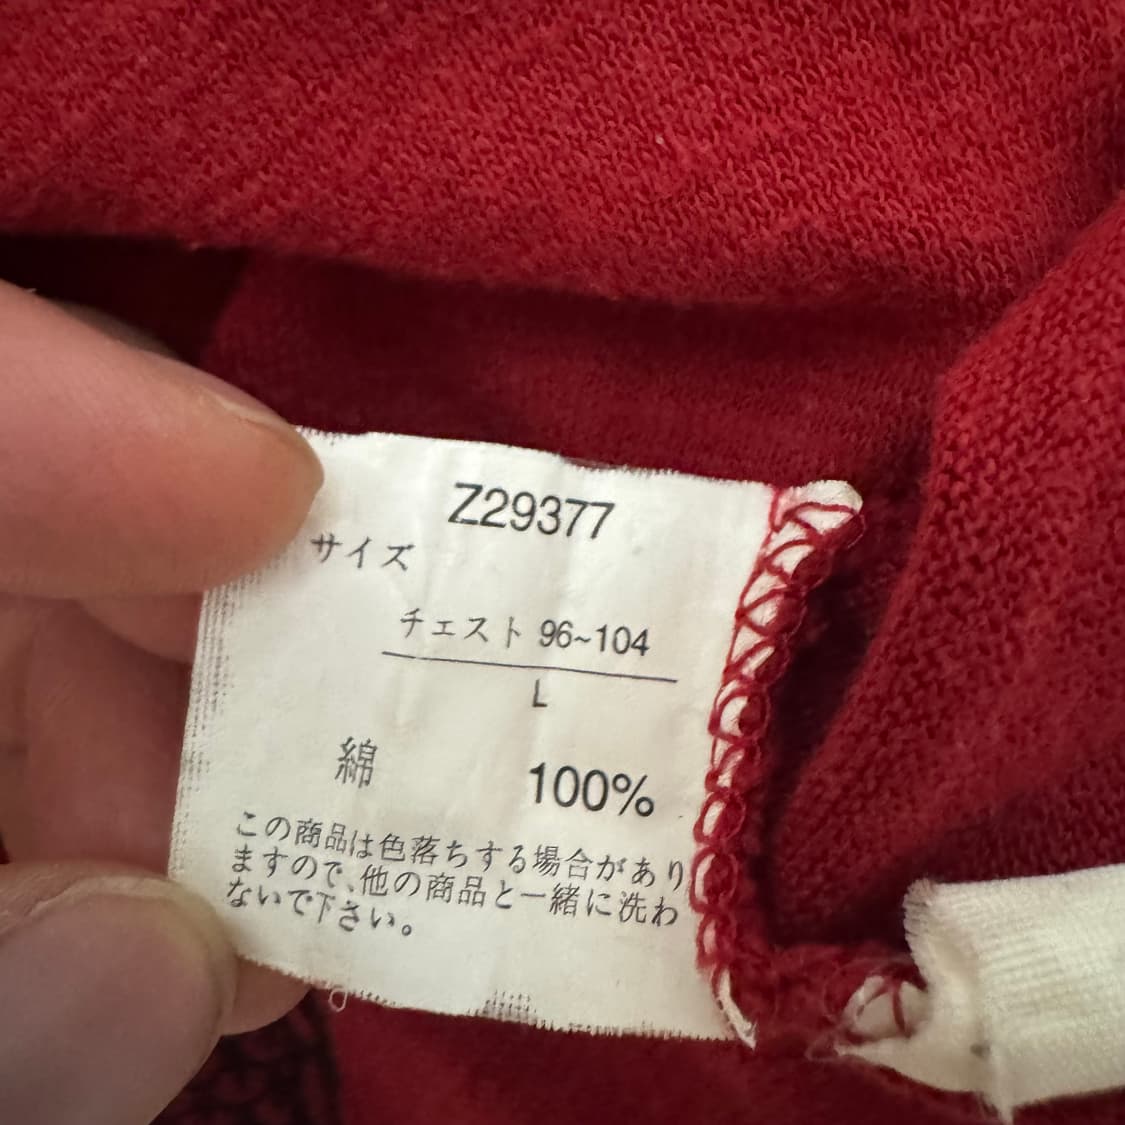 Z29377
サイズ
チェスト 96~104
L
綿 100%
この商品は色落ちする場合があり
ますので、他の商品と一緒に洗わ
ないで下さい。